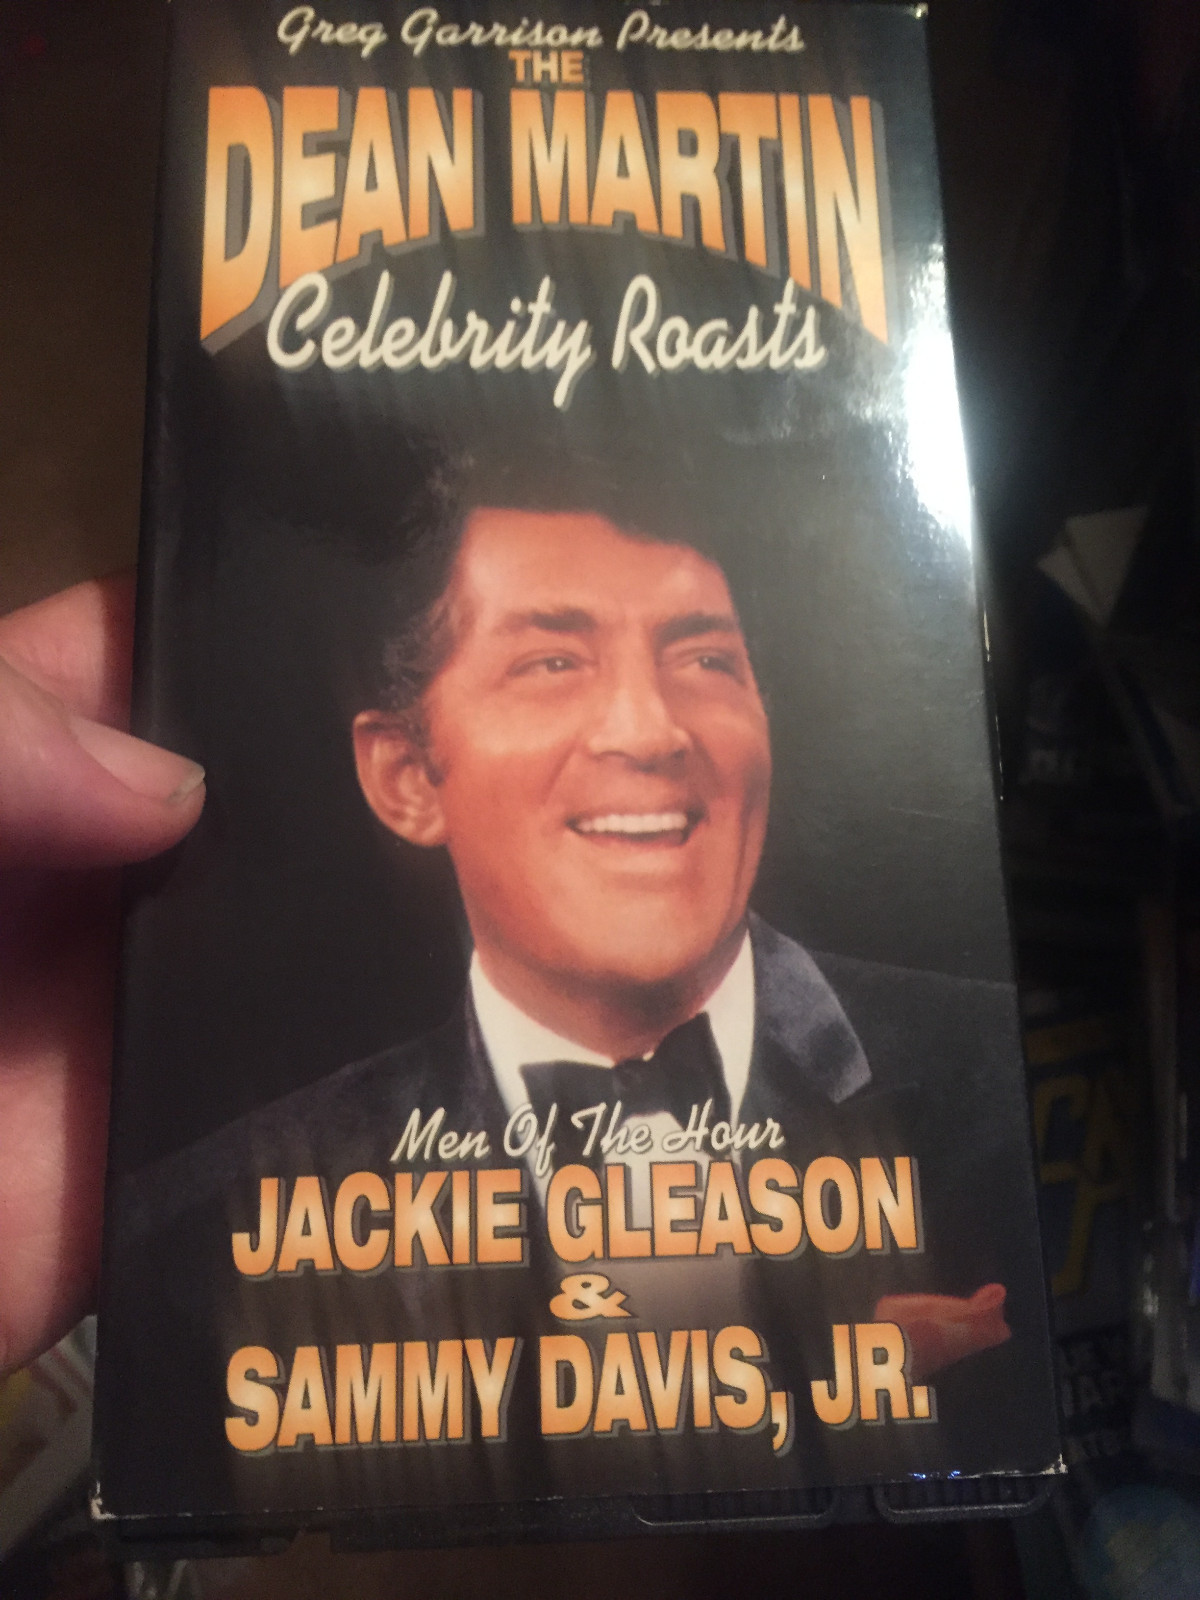 Greg Garrison Presents
THE
DEAN MARTIN
Celebrity Roasts
Men Of The Hour
JACKIE GLEASON
&
SAMMY DAVIS, JR.